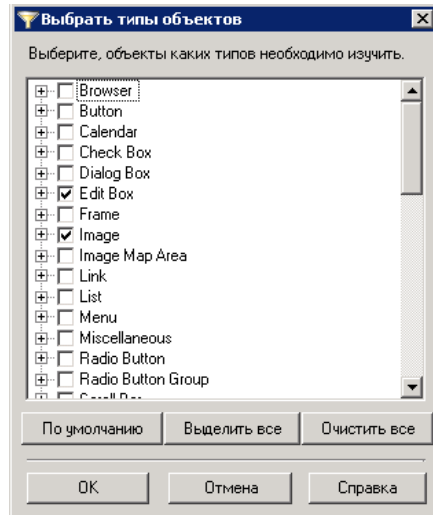 Выбрать типы объектов
Выберите, объекты каких типов необходимо изучить.
Browser
Button
Calendar
Check Box
Dialog Box
Edit Box
Frame
Image
Image Map Area
Link
List
Menu
Miscellaneous
Radio Button
Radio Button Group
По умолчанию Выделить все Очистить все
OK Отмена Справка